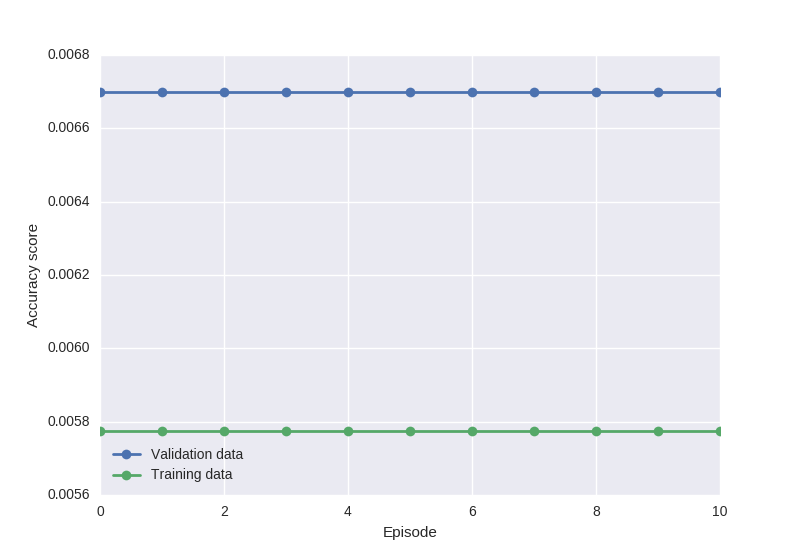 0.0068
0.0066
0.0064
0.0062
0.0060
0.0058
0.0056
Accuracy score
Validation data
Training data
0 2 4 6 8 10
Episode